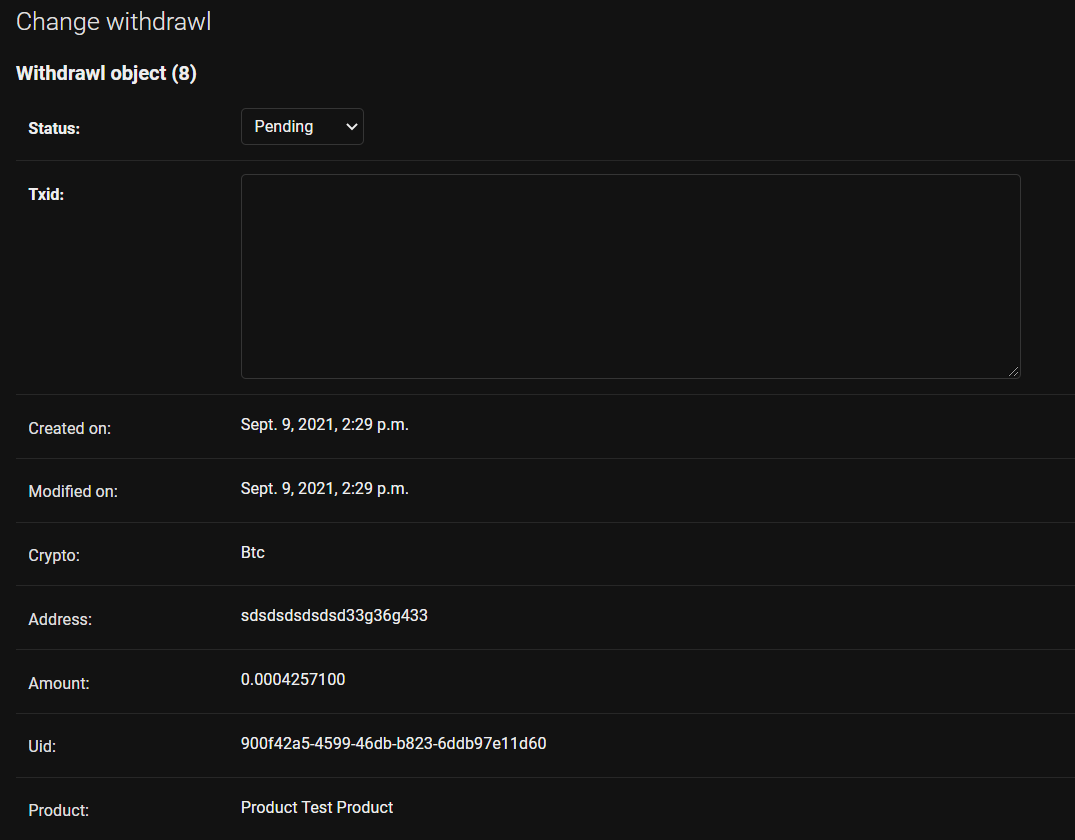 Change withdrawl
Withdrawl object (8)
Status: Pending
Txid:
Created on: Sept. 9, 2021, 2:29 p.m.
Modified on: Sept. 9, 2021, 2:29 p.m.
Crypto: Btc
Address: sdsdsdsdsdsd33g36g433
Amount: 0.0004257100
Uid: 900f42a5-4599-46db-b823-6ddb97e11d60
Product: Product Test Product